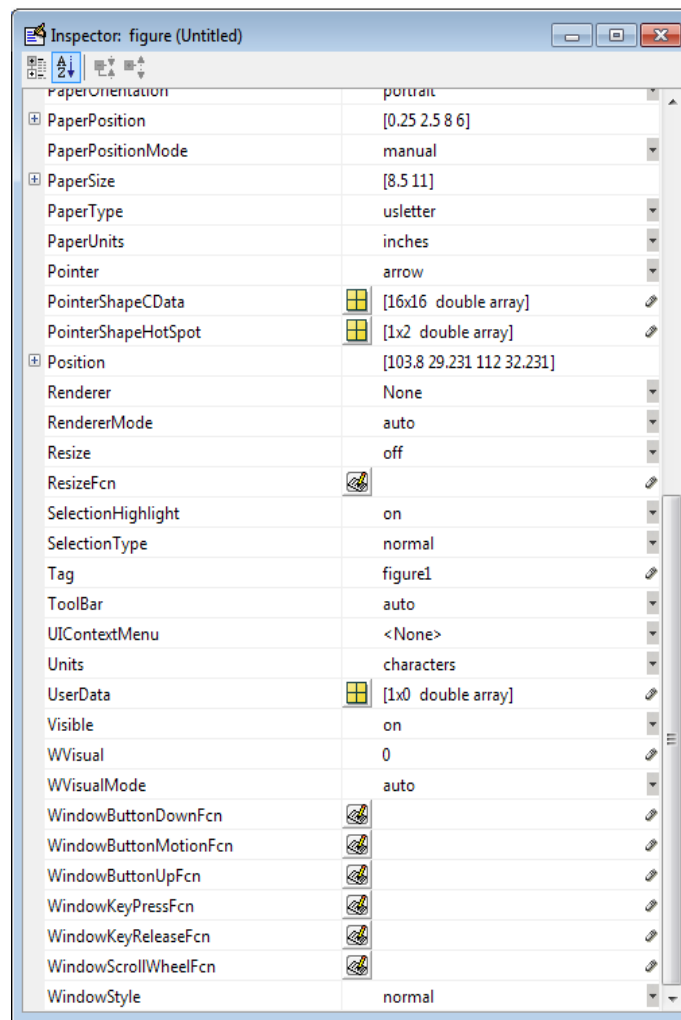 Inspector: figure (Untitled)
PaperOrientation portrait
PaperPosition [0.25 2.5 8 6]
PaperPositionMode manual
PaperSize [8.5 11]
PaperType usletter
PaperUnits inches
Pointer arrow
PointerShapeCData [16x16 double array]
PointerShapeHotSpot [1x2 double array]
Position [103.8 29.231 112 32.231]
Renderer None
RendererMode auto
Resize off
ResizeFcn
SelectionHighlight on
SelectionType normal
Tag figure1
ToolBar auto
UIContextMenu <None>
Units characters
UserData [1x0 double array]
Visible on
WVisual 0
WVisualMode auto
WindowButtonDownFcn
WindowButtonMotionFcn
WindowButtonUpFcn
WindowKeyPressFcn
WindowKeyReleaseFcn
WindowScrollWheelFcn
WindowStyle normal